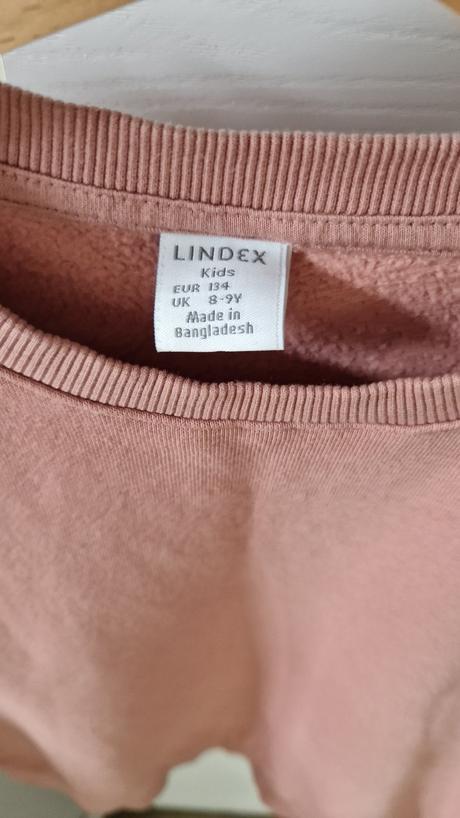 LINDEX
Kids
EUR 134
UK 8-9Y
Made in
Bangladesh